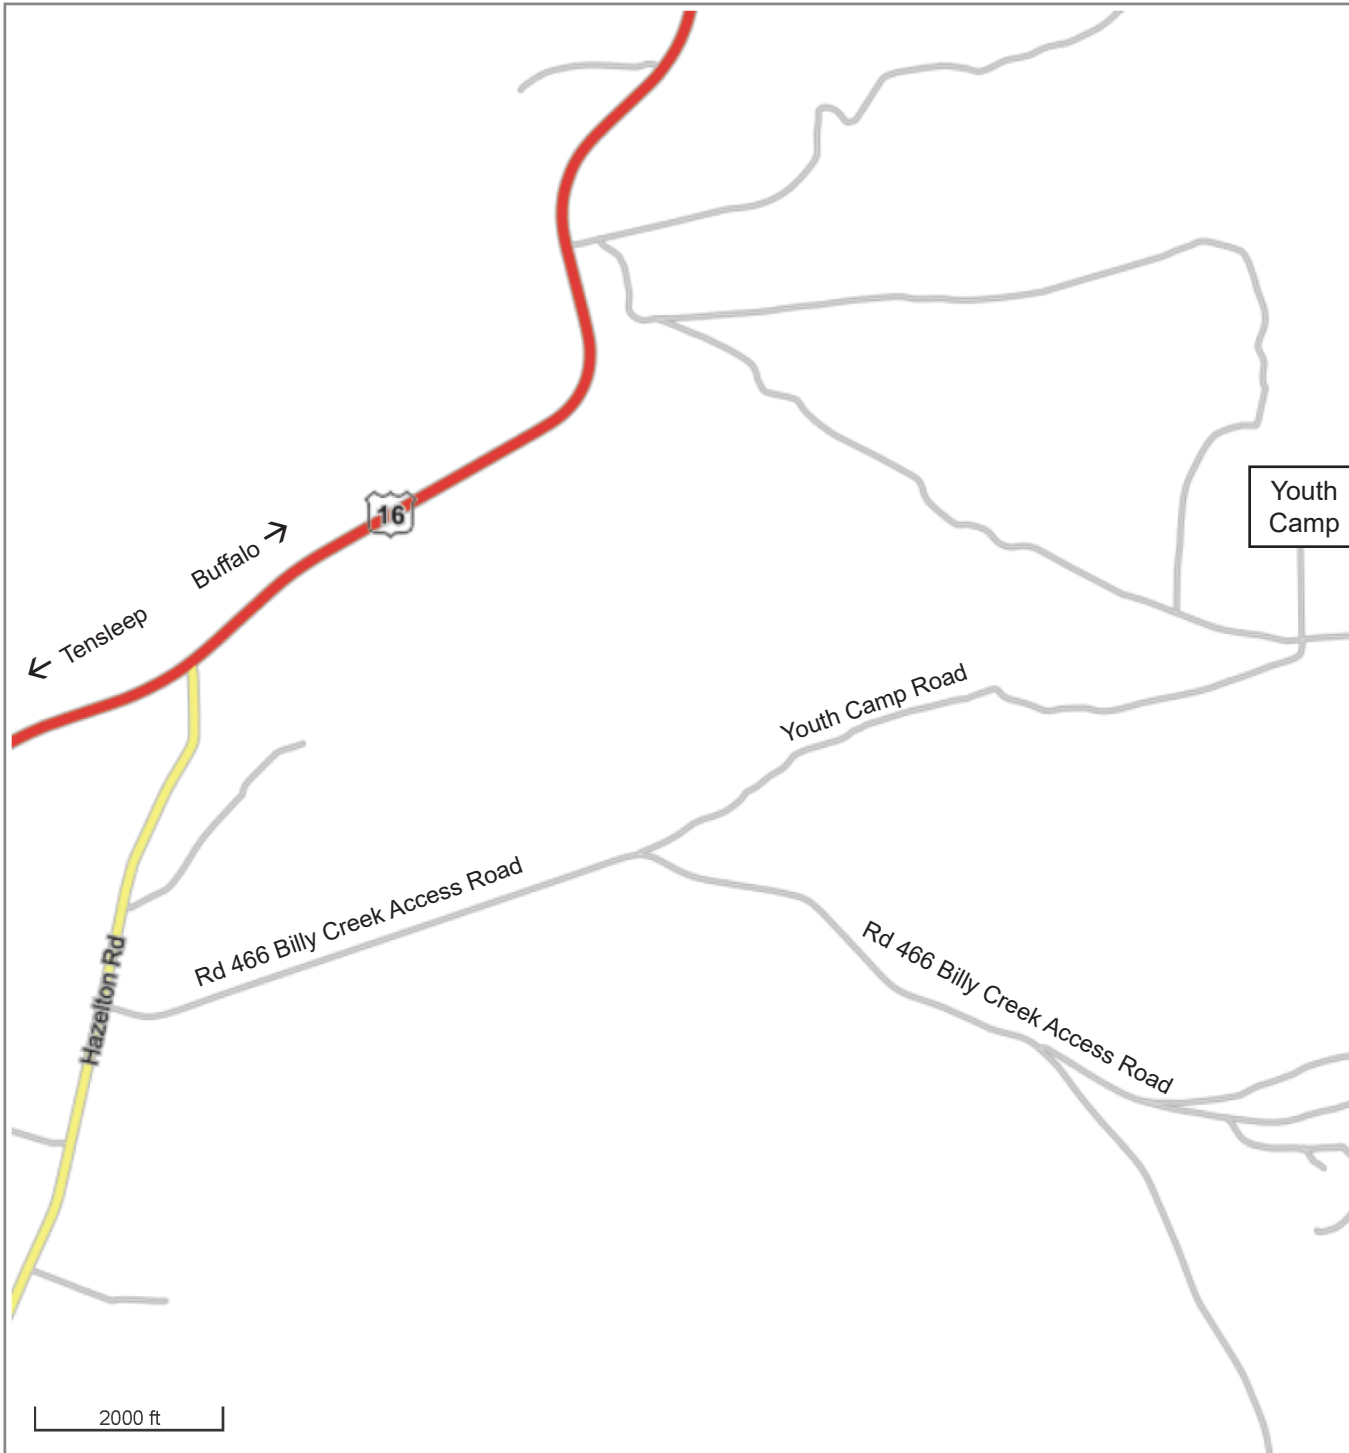 Youth
Camp
16
Buffalo →
← Tensleep
Youth Camp Road
Rd 466 Billy Creek Access Road
Rd 466 Billy Creek Access Road
Hazelton Rd
2000 ft